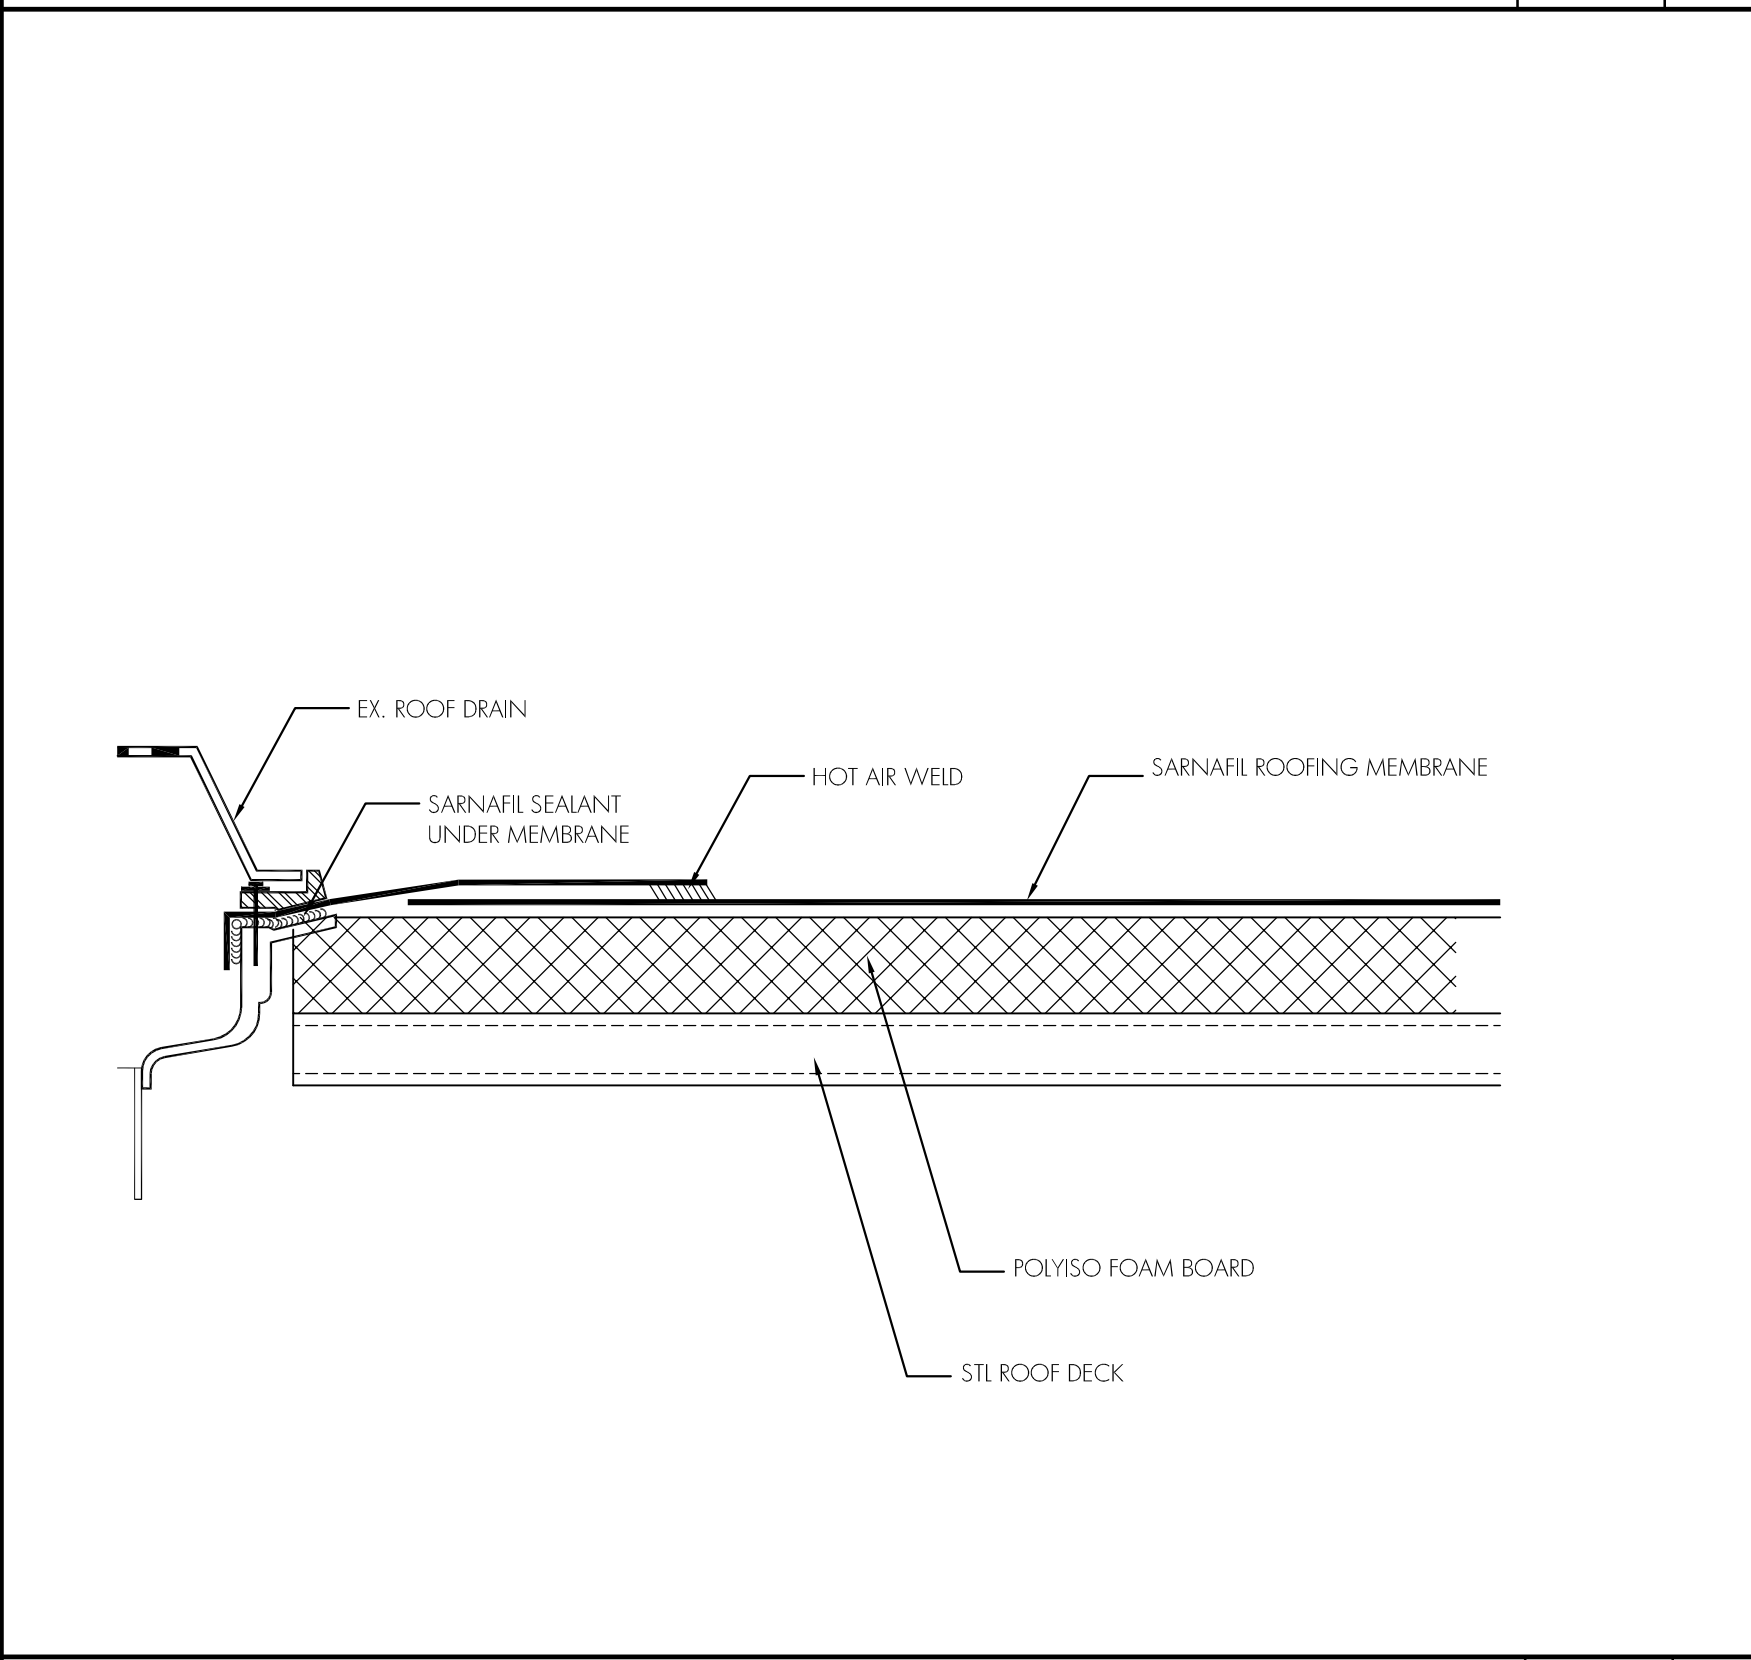 EX. ROOF DRAIN
SARNAFIL ROOFING MEMBRANE
HOT AIR WELD
SARNAFIL SEALANT
UNDER MEMBRANE
POLYISO FOAM BOARD
STL ROOF DECK